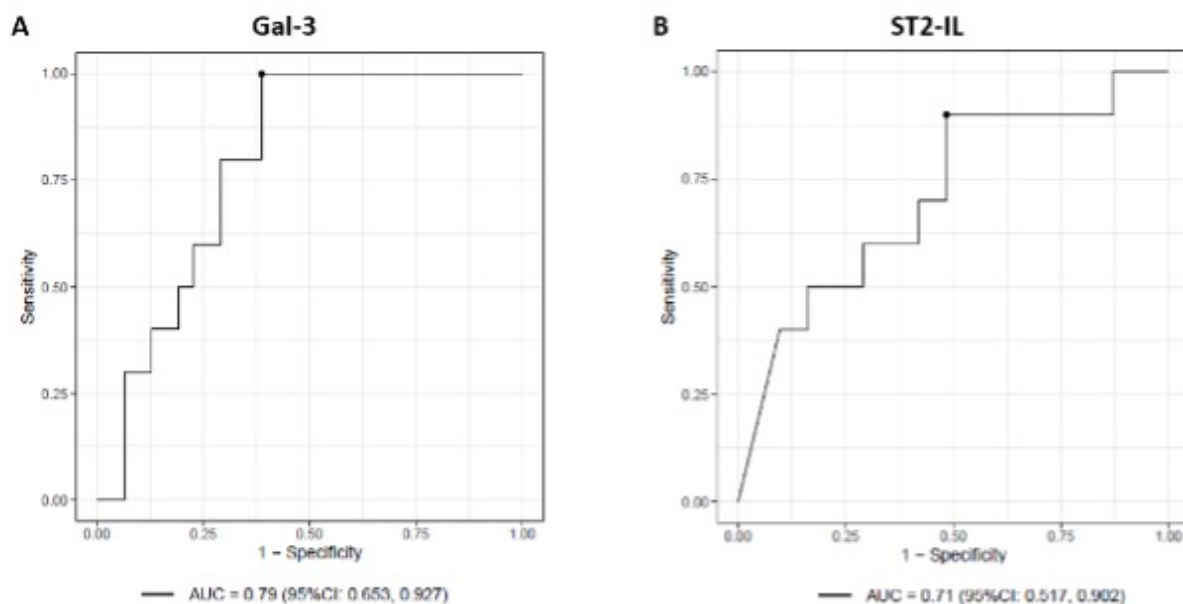 A
Gal-3
1.00
0.75
0.50
0.25
0.00
Sensitivity
0.00 0.25 0.50 0.75 1.00
1 − Specificity
AUC = 0.79 (95%CI: 0.653, 0.927)
B
ST2-IL
1.00
0.75
0.50
0.25
0.00
Sensitivity
0.00 0.25 0.50 0.75 1.00
1 − Specificity
AUC = 0.71 (95%CI: 0.517, 0.902)